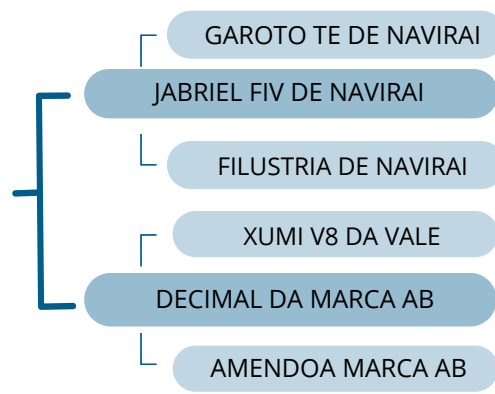 GAROTO TE DE NAVIRAI
JABRIEL FIV DE NAVIRAI
FILUSTRIA DE NAVIRAI
XUMI V8 DA VALE
DECIMAL DA MARCA AB
AMENDOA MARCA AB